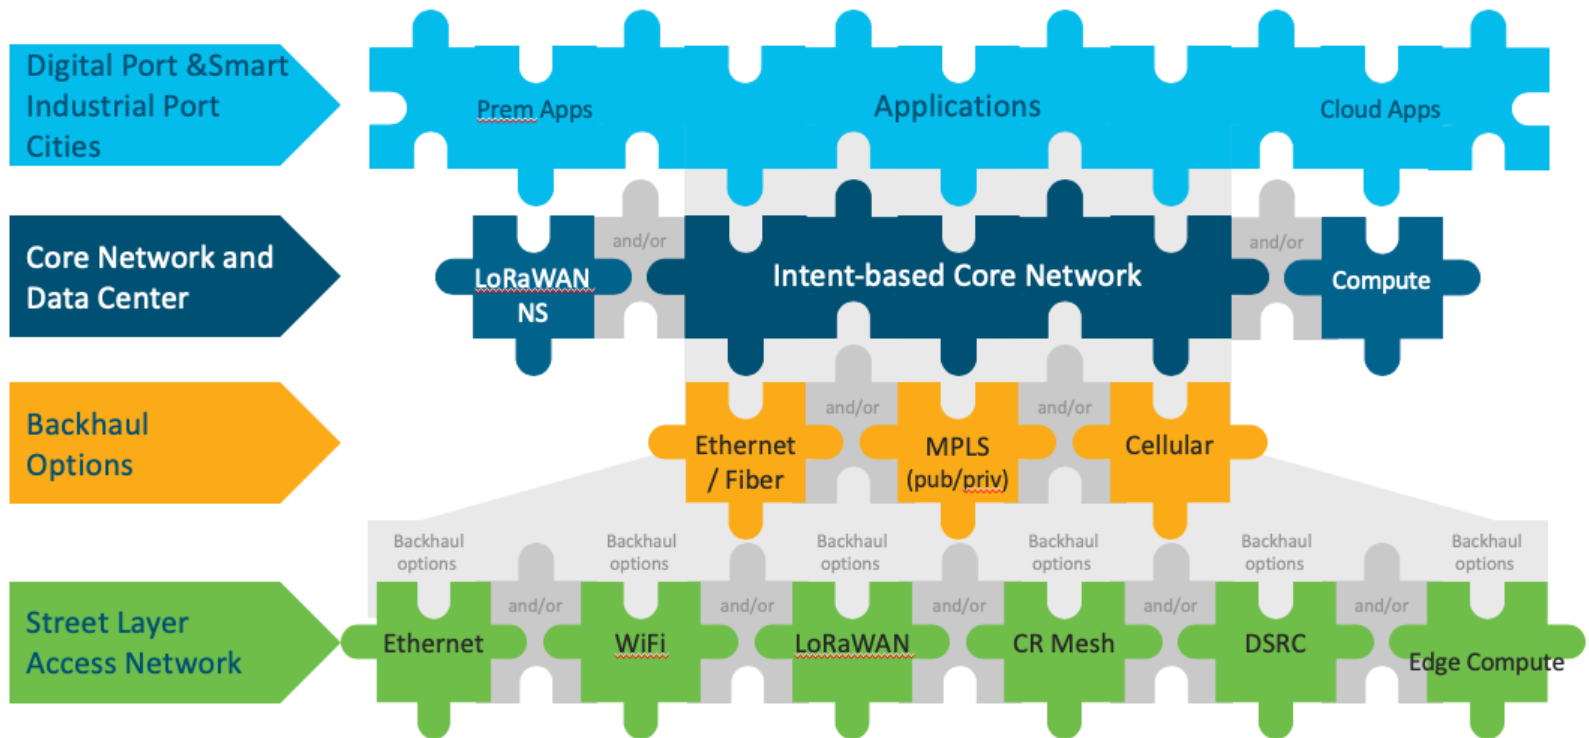 Digital Port &Smart
Industrial Port
Cities
Prem Apps
Applications
Cloud Apps
Core Network and
Data Center
LoRaWAN
NS
and/or
Intent-based Core Network
and/or
Compute
Backhaul
Options
Ethernet
/ Fiber
and/or
MPLS
(pub/priv)
and/or
Cellular
Backhaul
options
Backhaul
options
Backhaul
options
Backhaul
options
Backhaul
options
Backhaul
options
Street Layer
Access Network
Ethernet
and/or
WiFi
and/or
LoRaWAN
and/or
CR Mesh
and/or
DSRC
and/or
Edge Compute